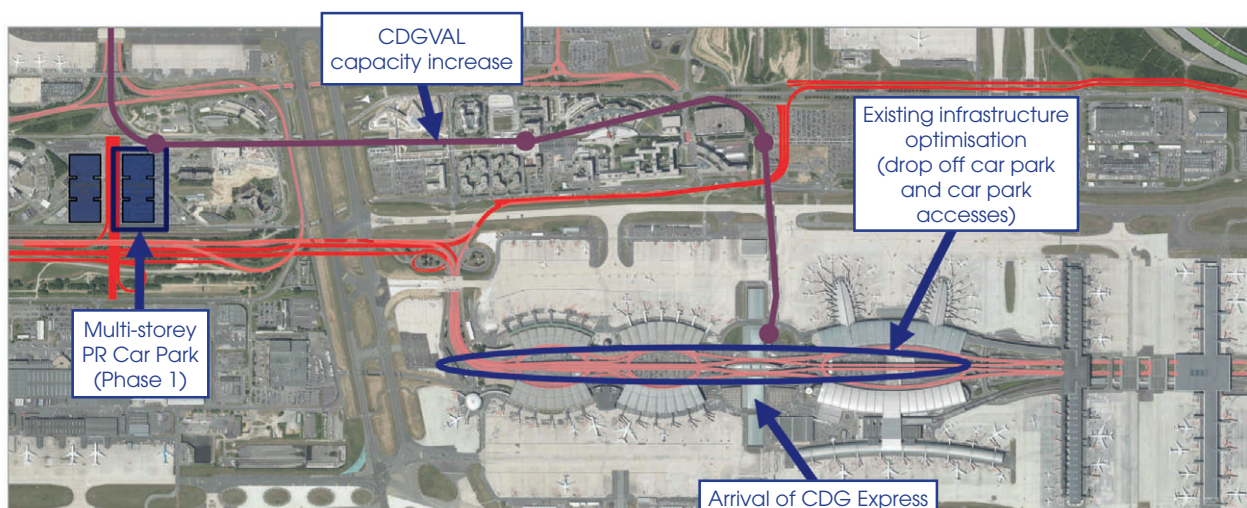 CDGVAL
capacity increase
Existing infrastructure
optimisation
(drop off car park
and car park
accesses)
Multi-storey
PR Car Park
(Phase 1)
Arrival of CDG Express